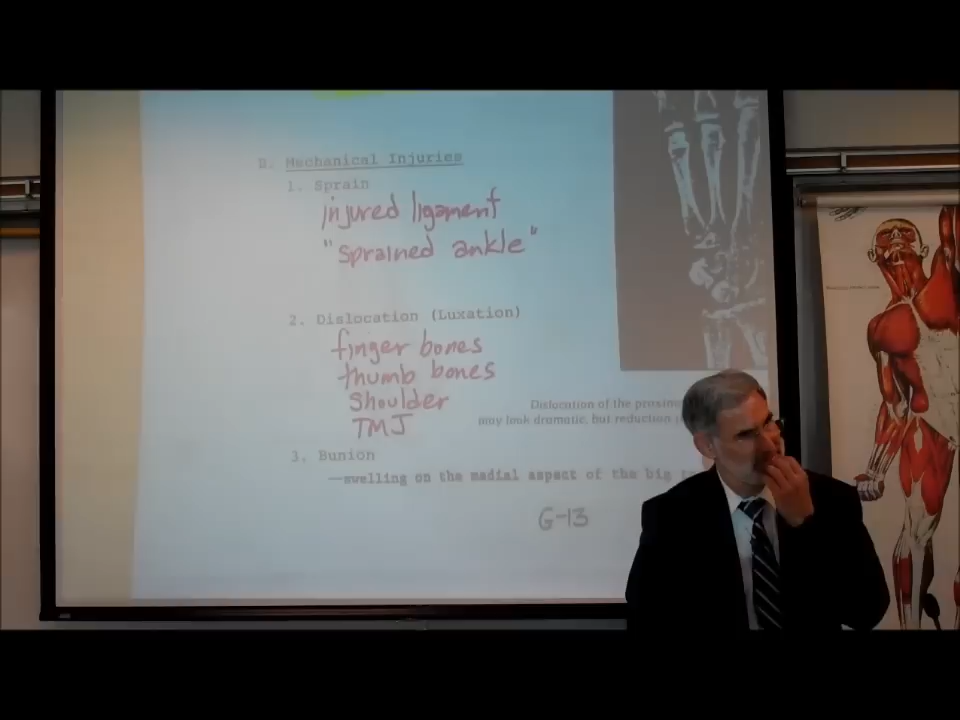 B. Mechanical Injuries
1. Sprain
injured ligament
"sprained ankle"
2. Dislocation (Luxation)
finger bones
thumb bones
shoulder
TMJ
Dislocation of the proxim
may look dramatic, but reduction
3. Bunion
—swelling on the medial aspect of the big
G-13